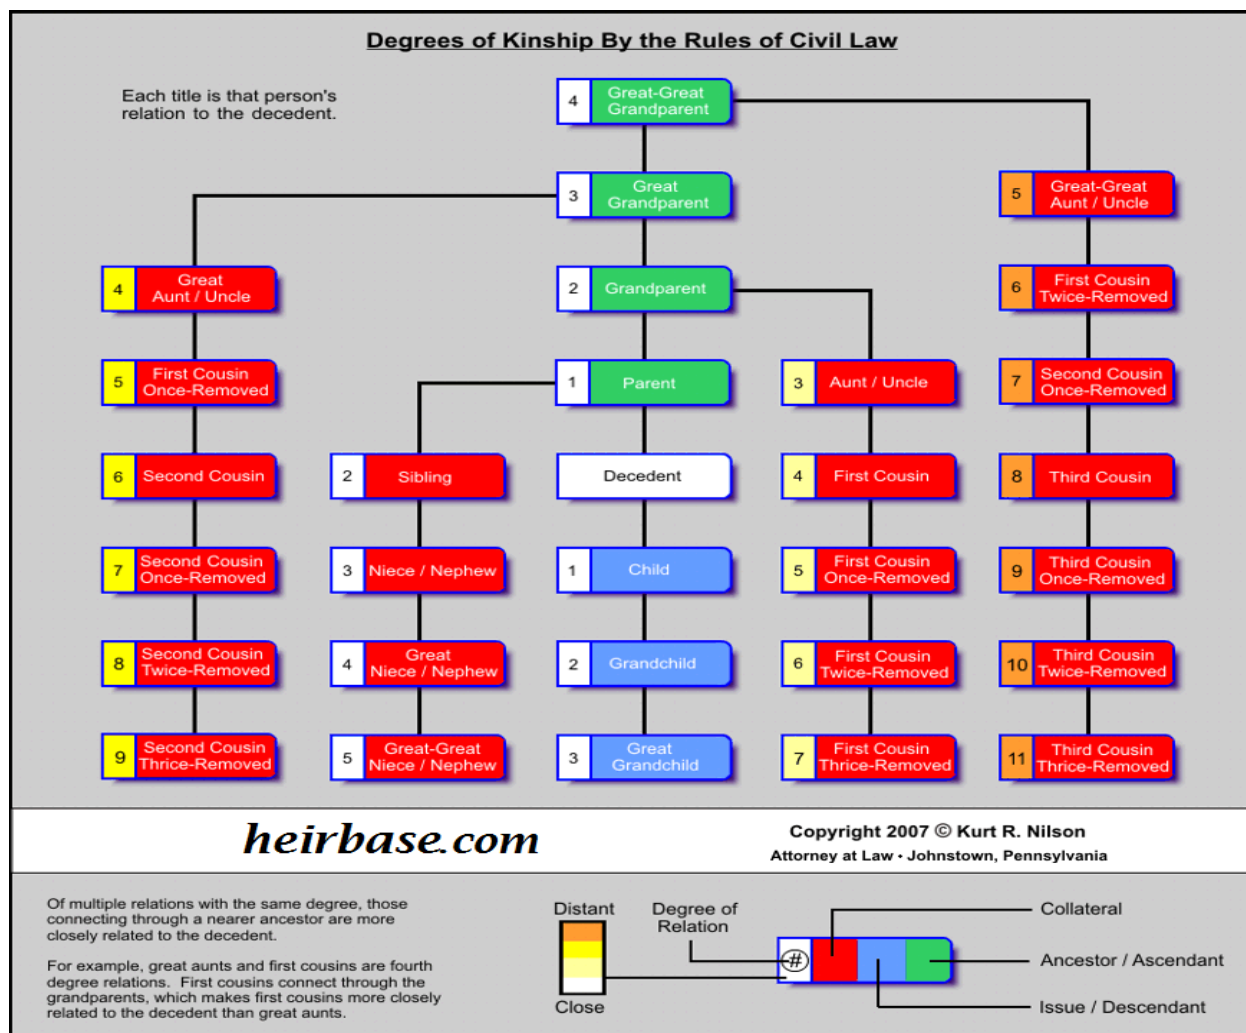 Degrees of Kinship By the Rules of Civil Law
Each title is that person's
relation to the decedent.
4
Great-Great
Grandparent
3
Great
Grandparent
5
Great-Great
Aunt / Uncle
4
Great
Aunt / Uncle
2
Grandparent
6
First Cousin
Twice-Removed
5
First Cousin
Once-Removed
1
Parent
3
Aunt / Uncle
7
Second Cousin
Once-Removed
6
Second Cousin
2
Sibling
Decedent
4
First Cousin
8
Third Cousin
7
Second Cousin
Once-Removed
3
Niece / Nephew
1
Child
5
First Cousin
Once-Removed
9
Third Cousin
Once-Removed
8
Second Cousin
Twice-Removed
4
Great
Niece / Nephew
2
Grandchild
6
First Cousin
Twice-Removed
10
Third Cousin
Twice-Removed
9
Second Cousin
Thrice-Removed
5
Great-Great
Niece / Nephew
3
Great
Grandchild
7
First Cousin
Thrice-Removed
11
Third Cousin
Thrice-Removed
heirbase.com
Copyright 2007 © Kurt R. Nilson
Attorney at Law • Johnstown, Pennsylvania
Of multiple relations with the same degree, those
connecting through a nearer ancestor are more
closely related to the decedent.
For example, great aunts and first cousins are fourth
degree relations.  First cousins connect through the
grandparents, which makes first cousins more closely
related to the decedent than great aunts.
Distant
Close
Degree of
Relation
#
Collateral
Ancestor / Ascendant
Issue / Descendant